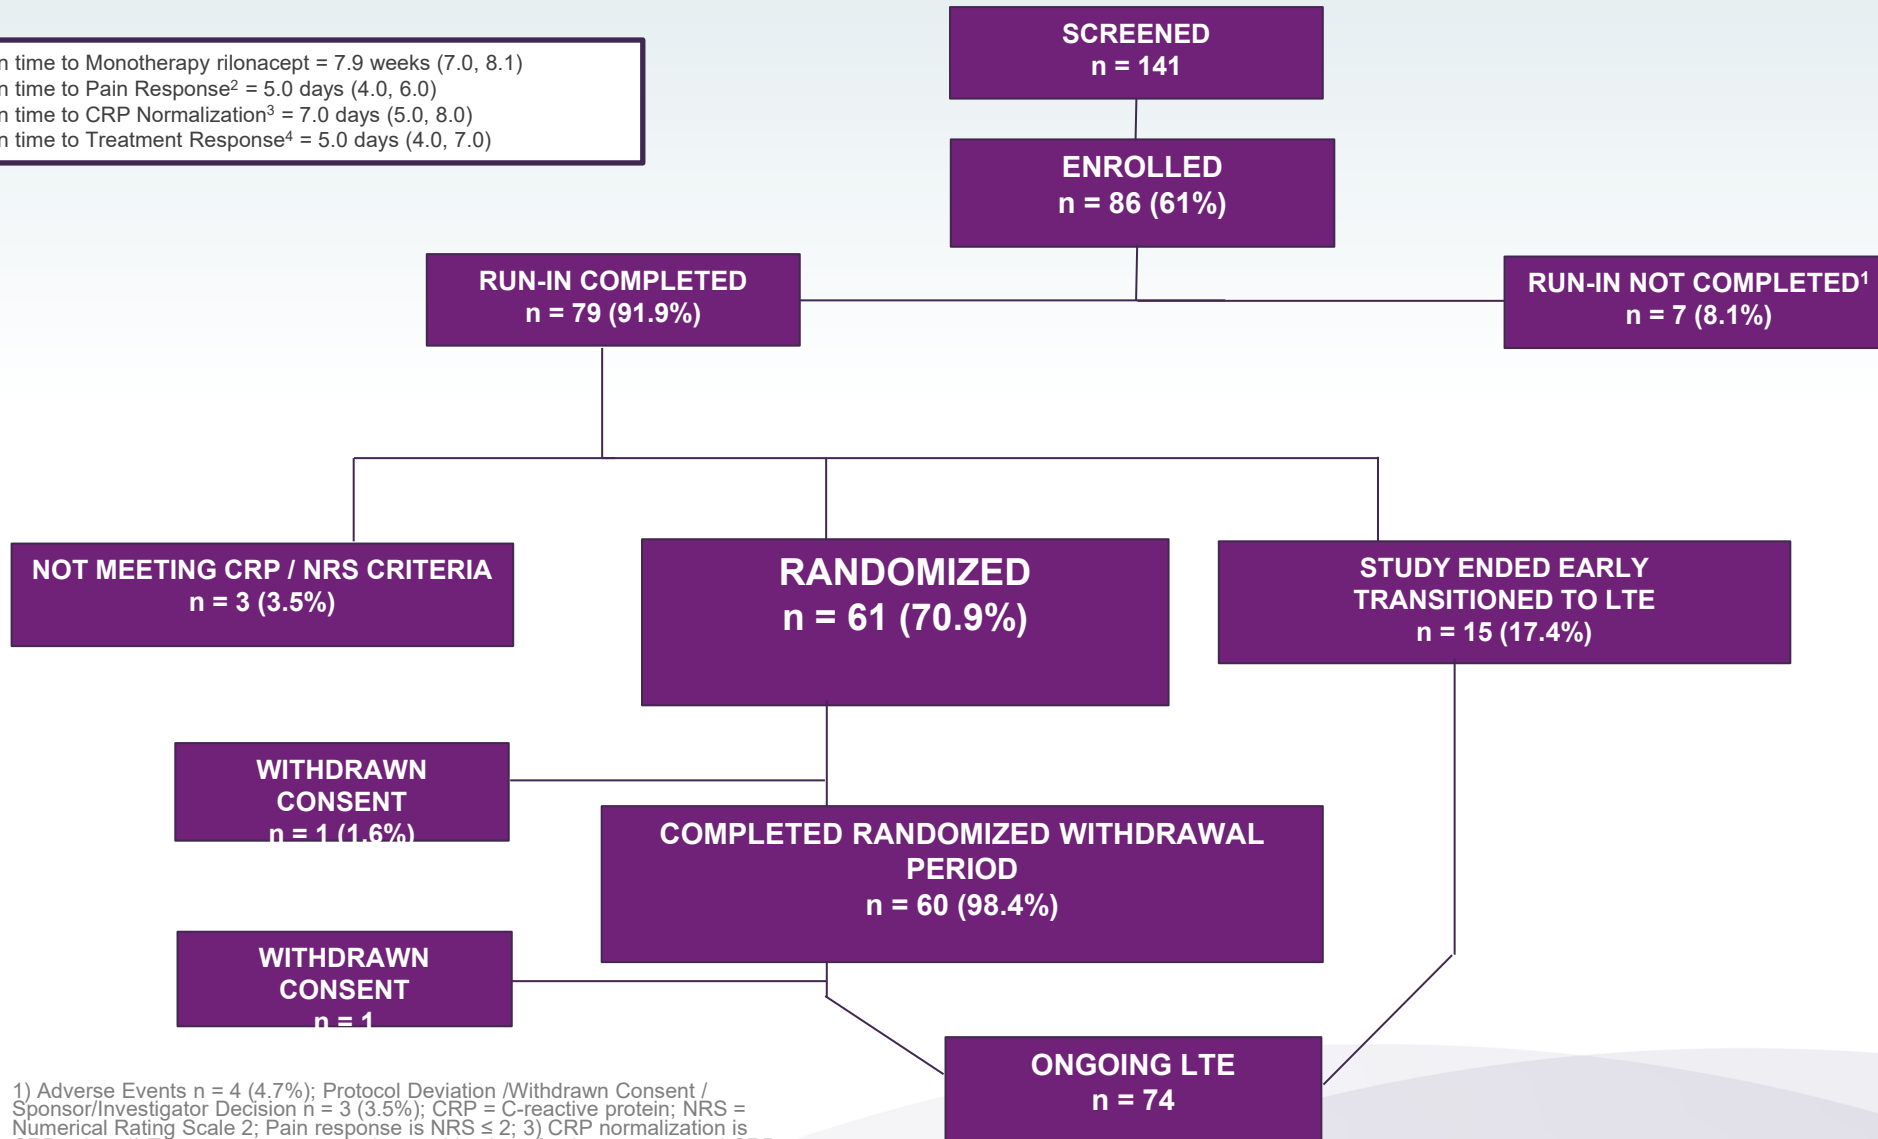 time to Monotherapy rilonacept = 7.9 weeks (7.0, 8.1)
time to Pain Response² = 5.0 days (4.0, 6.0)
time to CRP Normalization³ = 7.0 days (5.0, 8.0)
time to Treatment Response⁴ = 5.0 days (4.0, 7.0)
SCREENED
n = 141
ENROLLED
n = 86 (61%)
RUN-IN COMPLETED
n = 79 (91.9%)
RUN-IN NOT COMPLETED¹
n = 7 (8.1%)
NOT MEETING CRP / NRS CRITERIA
n = 3 (3.5%)
RANDOMIZED
n = 61 (70.9%)
STUDY ENDED EARLY
TRANSITIONED TO LTE
n = 15 (17.4%)
WITHDRAWN
CONSENT
n = 1 (1.6%)
COMPLETED RANDOMIZED WITHDRAWAL
PERIOD
n = 60 (98.4%)
WITHDRAWN
CONSENT
n = 1
ONGOING LTE
n = 74
1) Adverse Events n = 4 (4.7%); Protocol Deviation /Withdrawn Consent /
Sponsor/Investigator Decision n = 3 (3.5%); CRP = C-reactive protein; NRS =
Numerical Rating Scale 2; Pain response is NRS ≤ 2; 3) CRP normalization is